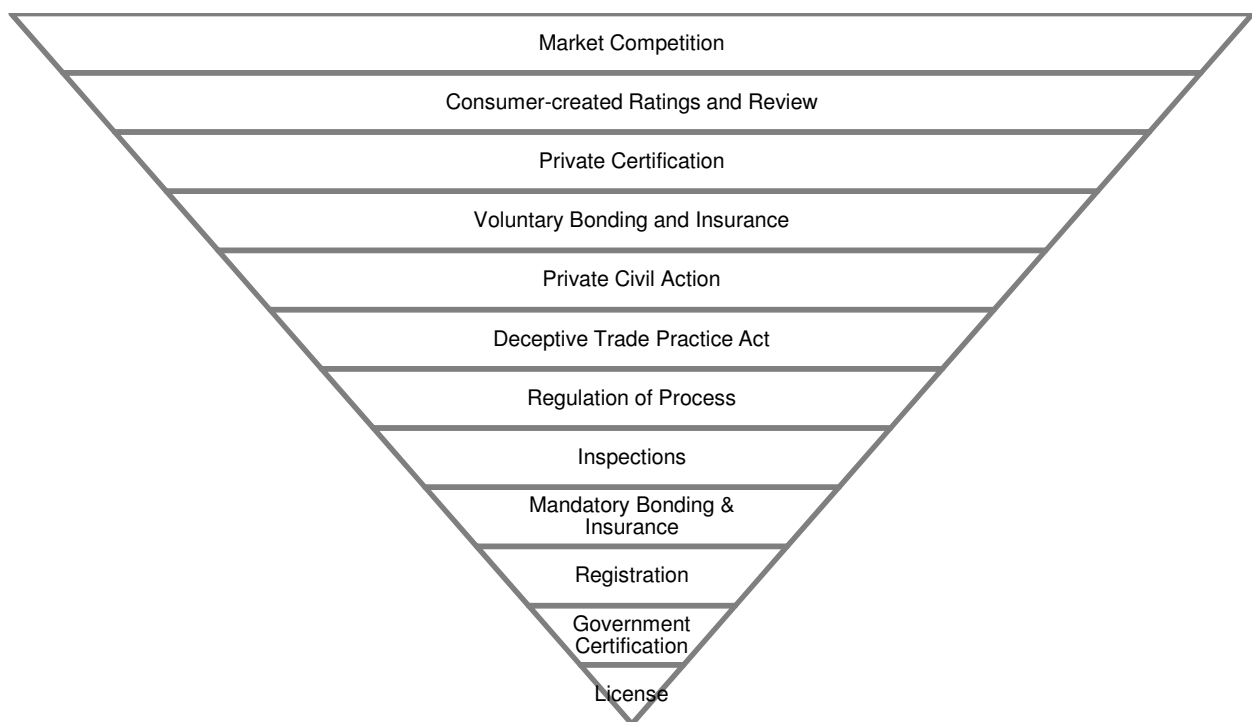 Market Competition
Consumer-created Ratings and Review
Private Certification
Voluntary Bonding and Insurance
Private Civil Action
Deceptive Trade Practice Act
Regulation of Process
Inspections
Mandatory Bonding &
Insurance
Registration
Government
Certification
License